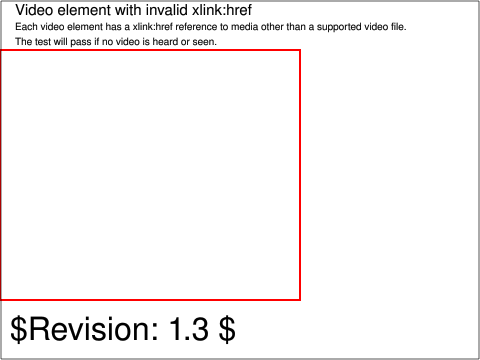 Video element with invalid xlink:href
Each video element has a xlink:href reference to media other than a supported video file.
The test will pass if no video is heard or seen.
$Revision: 1.3 $